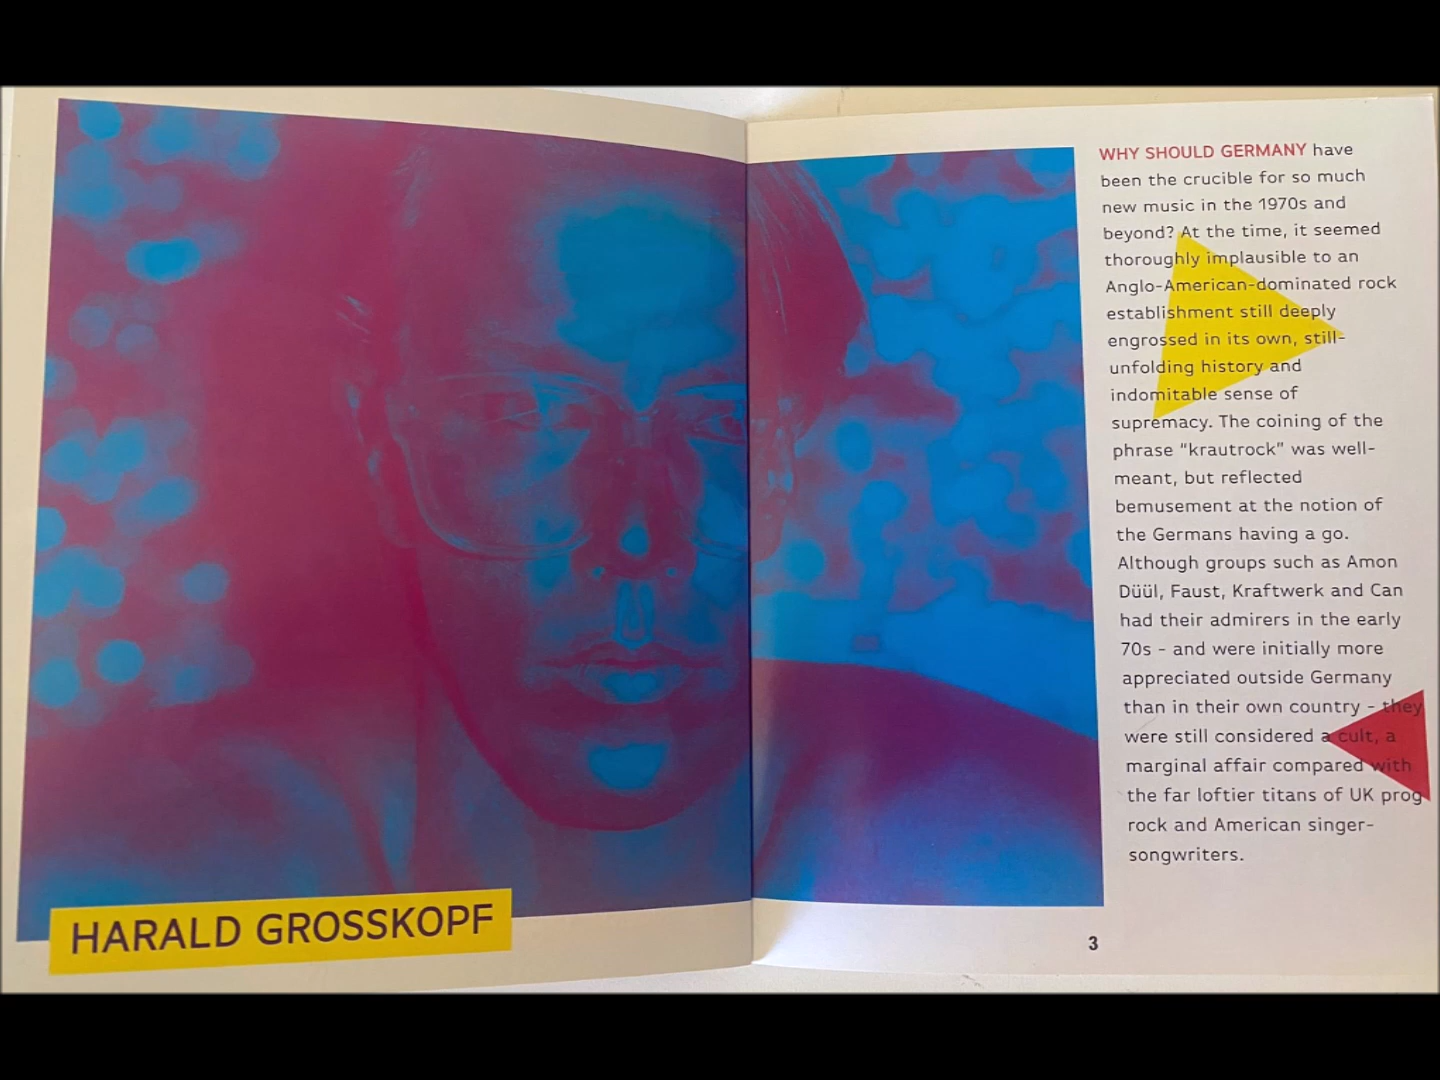 HARALD GROSSKOPF
WHY SHOULD GERMANY have
been the crucible for so much
new music in the 1970s and
beyond? At the time, it seemed
thoroughly implausible to an
Anglo-American-dominated rock
establishment still deeply
engrossed in its own, still-
unfolding history and
indomitable sense of
supremacy. The coining of the
phrase “krautrock” was well-
meant, but reflected
bemusement at the notion of
the Germans having a go.
Although groups such as Amon
Düül, Faust, Kraftwerk and Can
had their admirers in the early
70s - and were initially more
appreciated outside Germany
than in their own country - they
were still considered a cult, a
marginal affair compared with
the far loftier titans of UK prog
rock and American singer-
songwriters.
3